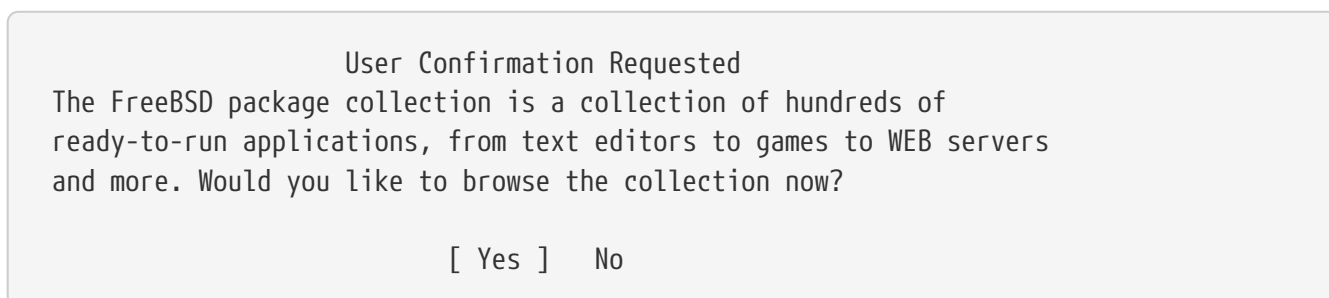 User Confirmation Requested
The FreeBSD package collection is a collection of hundreds of
ready-to-run applications, from text editors to games to WEB servers
and more. Would you like to browse the collection now?
[ Yes ] No